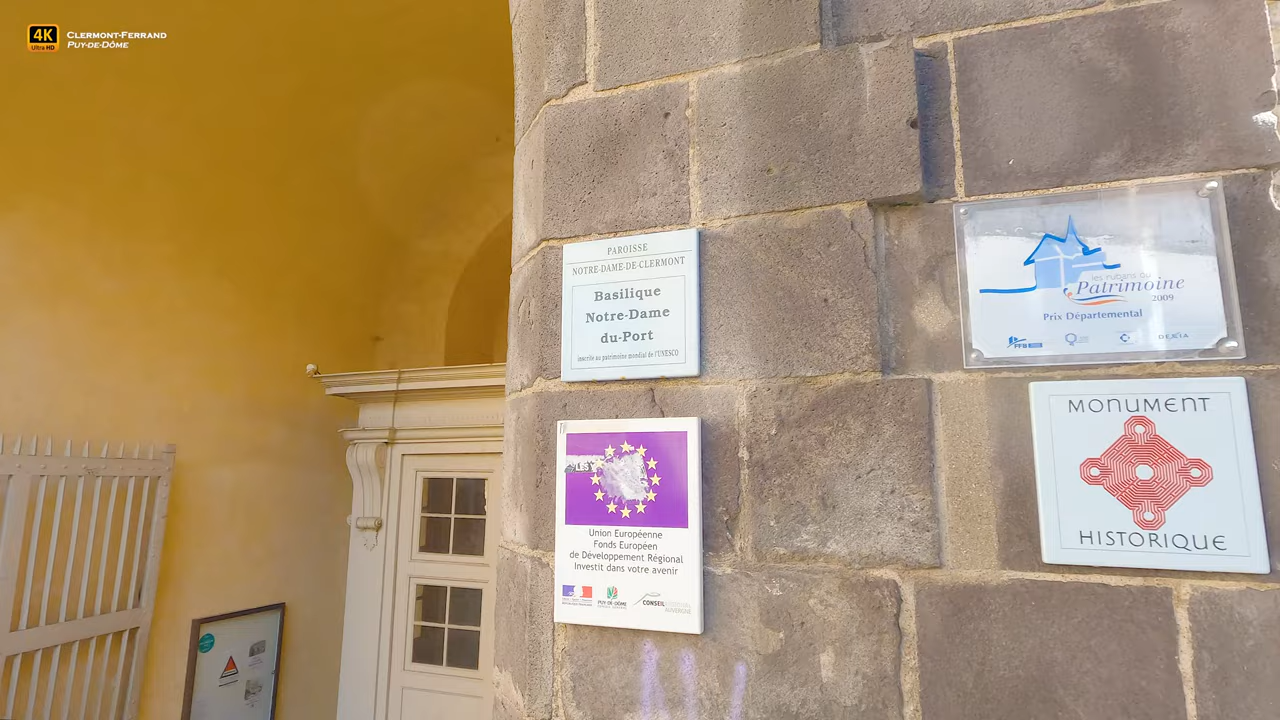 4K
Ultra HD
Clermont-Ferrand
Puy-de-Dôme
PAROISSE
NOTRE-DAME-DE-CLERMONT
Basilique
Notre-Dame
du-Port
inscrite au patrimoine mondial de l'UNESCO
Union Européenne
Fonds Européen
de Développement Régional
Investit dans votre avenir
PUY-DE-DÔME
CONSEIL
AUVERGNE
les rubans du
Patrimoine
2009
Prix Départemental
FFB
DEXIA
MONUMENT
HISTORIQUE